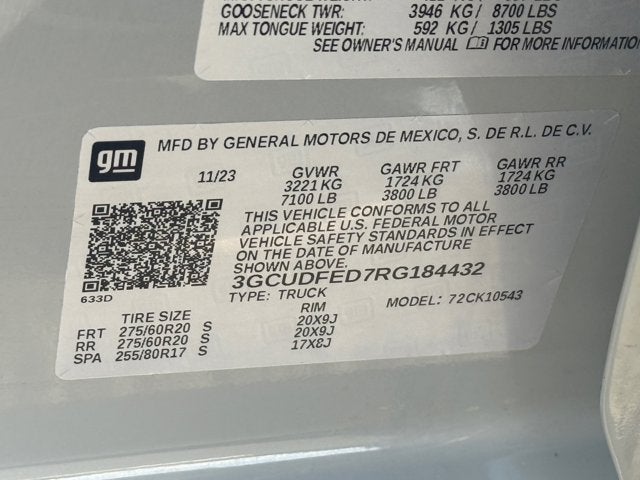 GOOSENECK TWR: 3946 KG/ 8700 LBS
MAX TONGUE WEIGHT: 592 KG/ 1305 LBS
SEE OWNER'S MANUAL FOR MORE INFORMATION
gm
MFD BY GENERAL MOTORS DE MEXICO, S. DE R.L. DE C.V.
11/23 GVWR GAWR FRT GAWR RR
3221 KG 1724 KG 1724 KG
7100 LB 3800 LB 3800 LB
THIS VEHICLE CONFORMS TO ALL
APPLICABLE U.S. FEDERAL MOTOR
VEHICLE SAFETY STANDARDS IN EFFECT
ON THE DATE OF MANUFACTURE
SHOWN ABOVE.
3GCUDFED7RG184432
633D
TYPE: TRUCK MODEL: 72CK10543
TIRE SIZE RIM
FRT 275/60R20 S 20X9J
RR 275/60R20 S 20X9J
SPA 255/80R17 S 17X8J